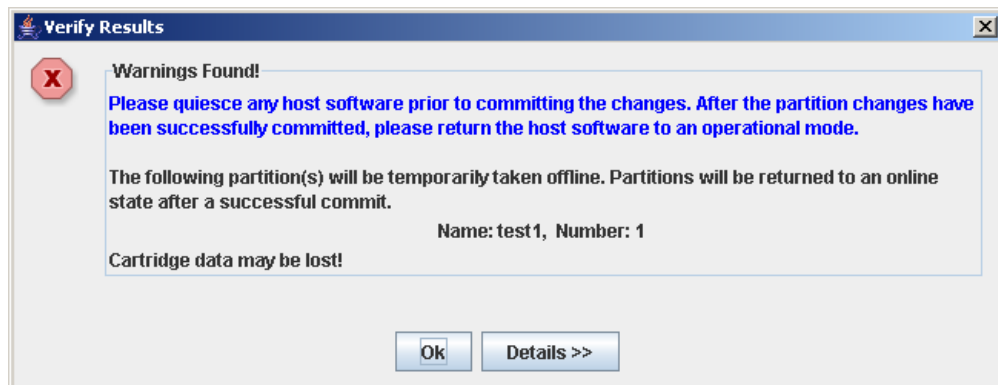 Verify Results
Warnings Found!
Please quiesce any host software prior to committing the changes. After the partition changes have
been successfully committed, please return the host software to an operational mode.
The following partition(s) will be temporarily taken offline. Partitions will be returned to an online
state after a successful commit.
Name: test1, Number: 1
Cartridge data may be lost!
Ok
Details >>